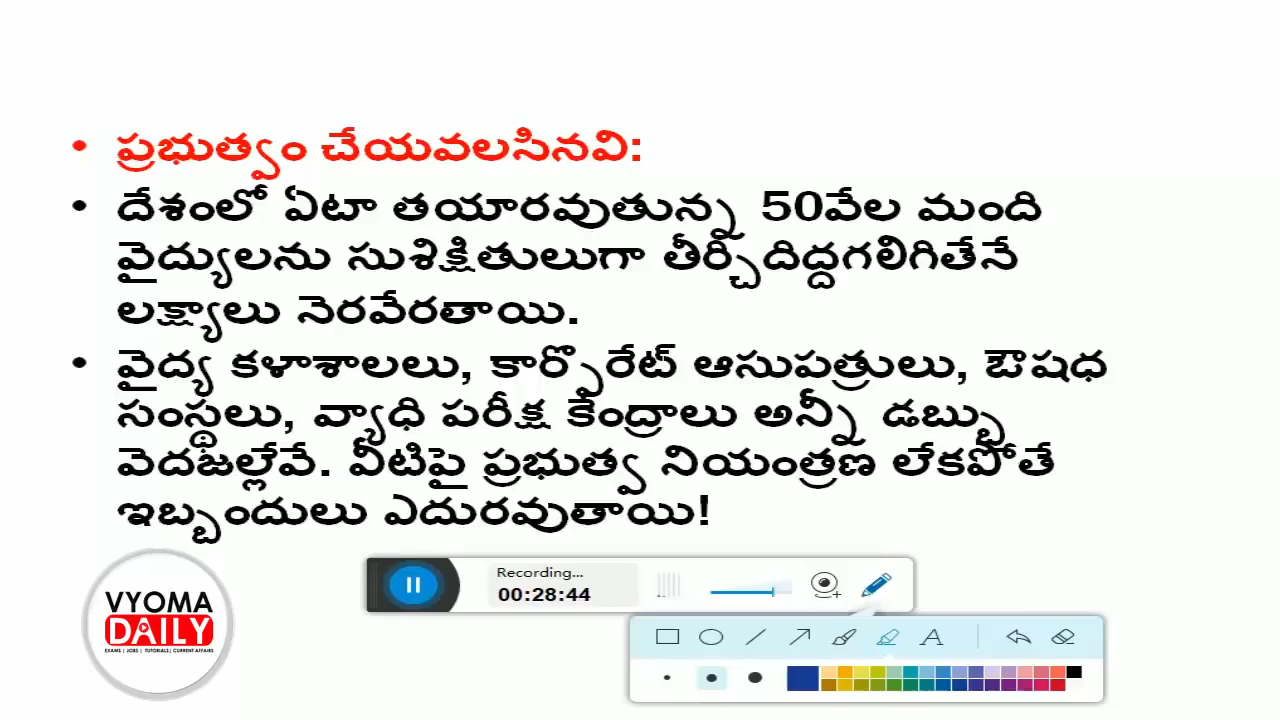 • ప్రభుత్వం చేయవలసినవి:
• దేశంలో ఏటా తయారవుతున్న 50వేల మంది
వైద్యులను సుశిక్షితులుగా తీర్చిదిద్దగలిగితేనే
లక్ష్యాలు నెరవేరతాయి.
• వైద్య కళాశాలలు, కార్పొరేట్ ఆసుపత్రులు, ఔషధ
సంస్థలు, వ్యాధి పరీక్ష కేంద్రాలు అన్నీ డబ్బు
వెదజల్లేవే. వీటిపై ప్రభుత్వ నియంత్రణ లేకపోతే
ఇబ్బందులు ఎదురవుతాయి!
Recording...
00:28:44
VYOMA
DAILY
EXAMS | JOBS | TUTORIALS| CURRENT AFFAIRS
A